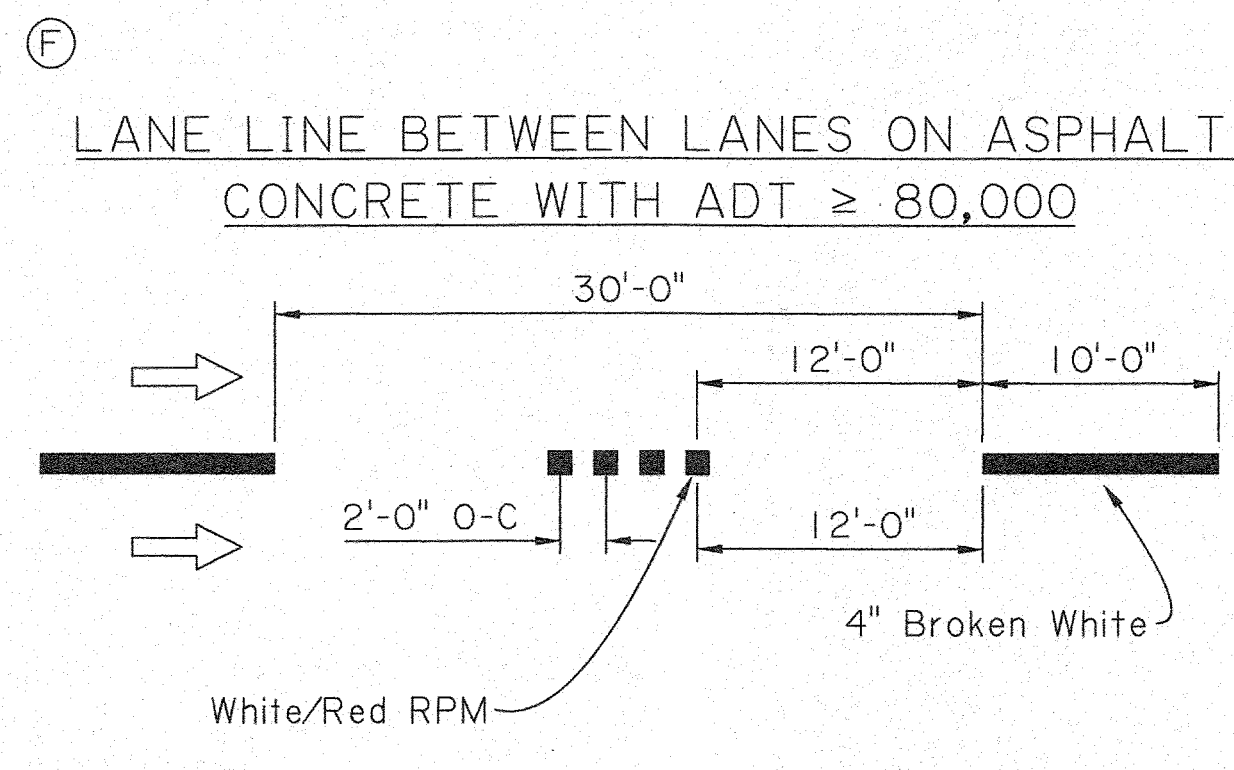 F
LANE LINE BETWEEN LANES ON ASPHALT
CONCRETE WITH ADT ≥ 80,000
30'-0"
12'-0"
10'-0"
2'-0" O-C
12'-0"
4" Broken White
White/Red RPM